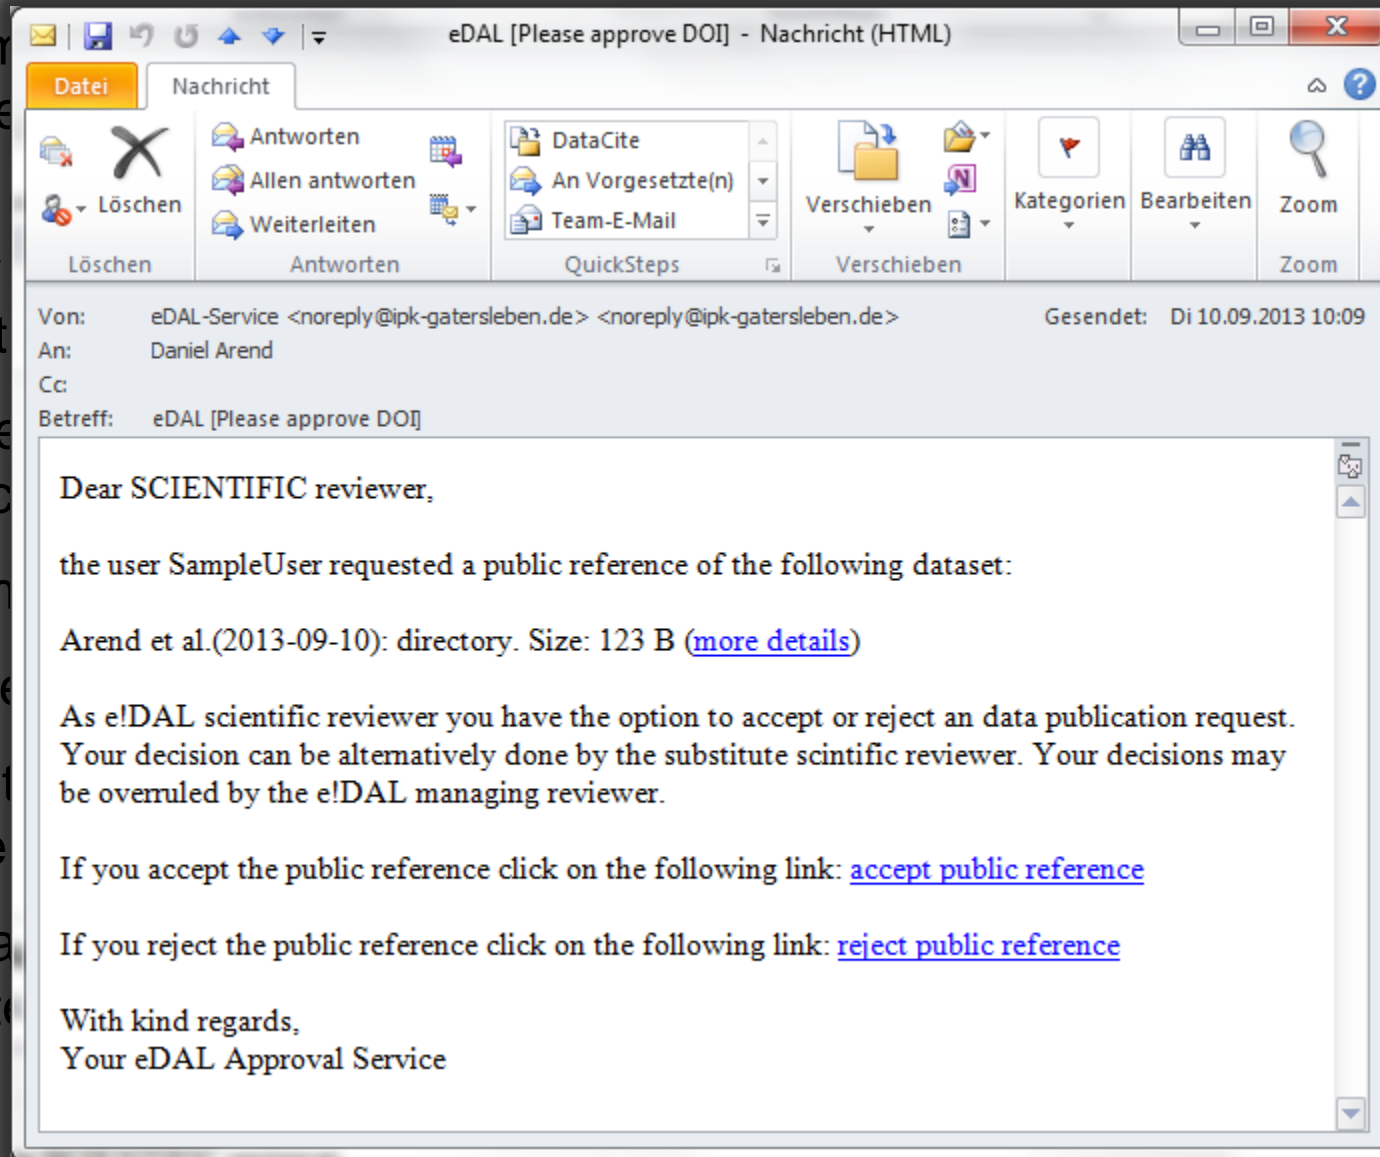 eDAL [Please approve DOI] - Nachricht (HTML)
Datei Nachricht
Löschen
Antworten
Allen antworten
Weiterleiten
DataCite
An Vorgesetzte(n)
Team-E-Mail
Verschieben
Kategorien
Bearbeiten
Zoom
Löschen Antworten QuickSteps Verschieben Zoom
Von: eDAL-Service <noreply@ipk-gatersleben.de> <noreply@ipk-gatersleben.de> Gesendet: Di 10.09.2013 10:09
An: Daniel Arend
Cc:
Betreff: eDAL [Please approve DOI]
Dear SCIENTIFIC reviewer,
the user SampleUser requested a public reference of the following dataset:
Arend et al.(2013-09-10): directory. Size: 123 B (more details)
As e!DAL scientific reviewer you have the option to accept or reject an data publication request.
Your decision can be alternatively done by the substitute scintific reviewer. Your decisions may
be overruled by the e!DAL managing reviewer.
If you accept the public reference click on the following link: accept public reference
If you reject the public reference click on the following link: reject public reference
With kind regards,
Your eDAL Approval Service